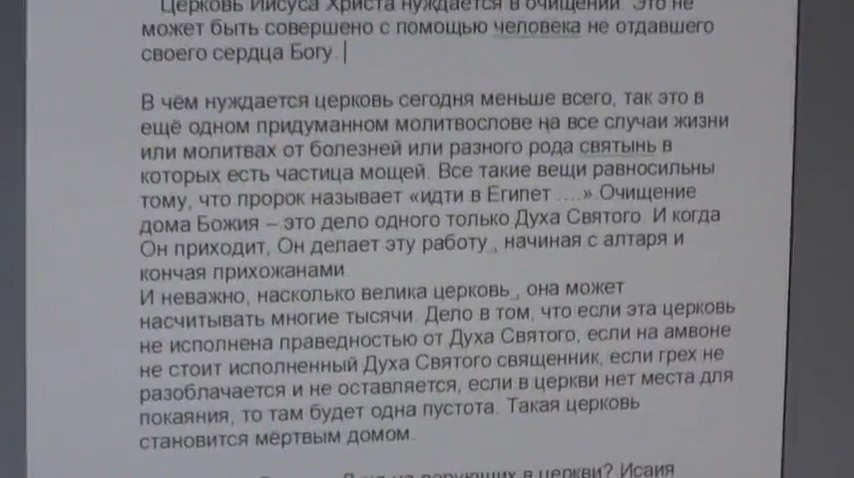 Церковь Иисуса Христа нуждается в очищении. Это не
может быть совершено с помощью человека не отдавшего
своего сердца Богу.
В чём нуждается церковь сегодня меньше всего, так это в
ещё одном придуманном молитвослове на все случаи жизни
или молитвах от болезней или разного рода святынь в
которых есть частица мощей. Все такие вещи равносильны
тому, что пророк называет «идти в Египет ....» Очищение
дома Божия – это дело одного только Духа Святого. И когда
Он приходит, Он делает эту работу , начиная с алтаря и
кончая прихожанами.
И неважно, насколько велика церковь , она может
насчитывать многие тысячи. Дело в том, что если эта церковь
не исполнена праведностью от Духа Святого, если на амвоне
не стоит исполненный Духа Святого священник, если грех не
разоблачается и не оставляется, если в церкви нет места для
покаяния, то там будет одна пустота. Такая церковь
становится мёртвым домом.
верующих в церкви? Исаия